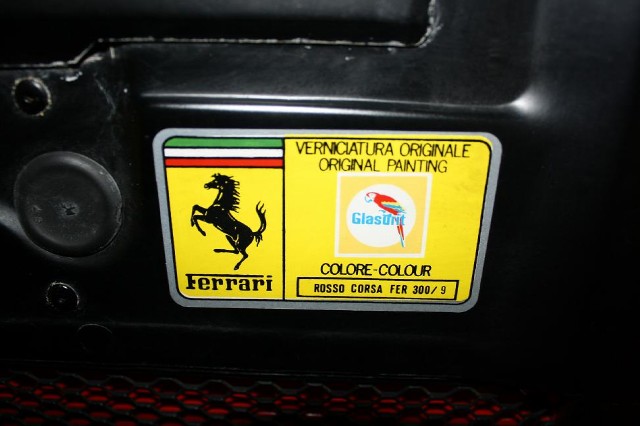 VERNICIATURA ORIGINALE
ORIGINAL PAINTING
Glasurit
COLORE-COLOUR
ROSSO CORSA FER 300/9
Ferrari